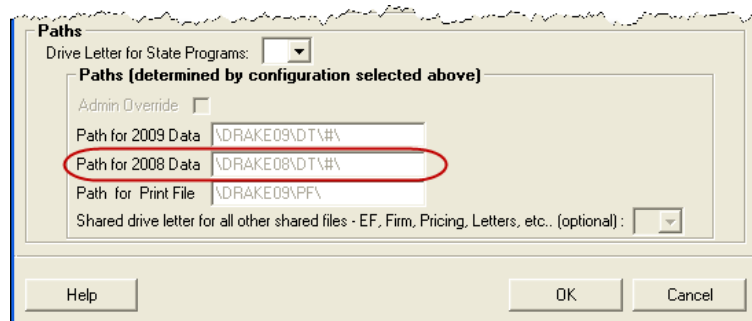 Paths
Drive Letter for State Programs:
Paths (determined by configuration selected above)
Admin Override
Path for 2009 Data \DRAKE09\DT\#\
Path for 2008 Data \DRAKE08\DT\#\
Path for Print File \DRAKE09\PF\
Shared drive letter for all other shared files - EF, Firm, Pricing, Letters, etc.. (optional) :
Help OK Cancel